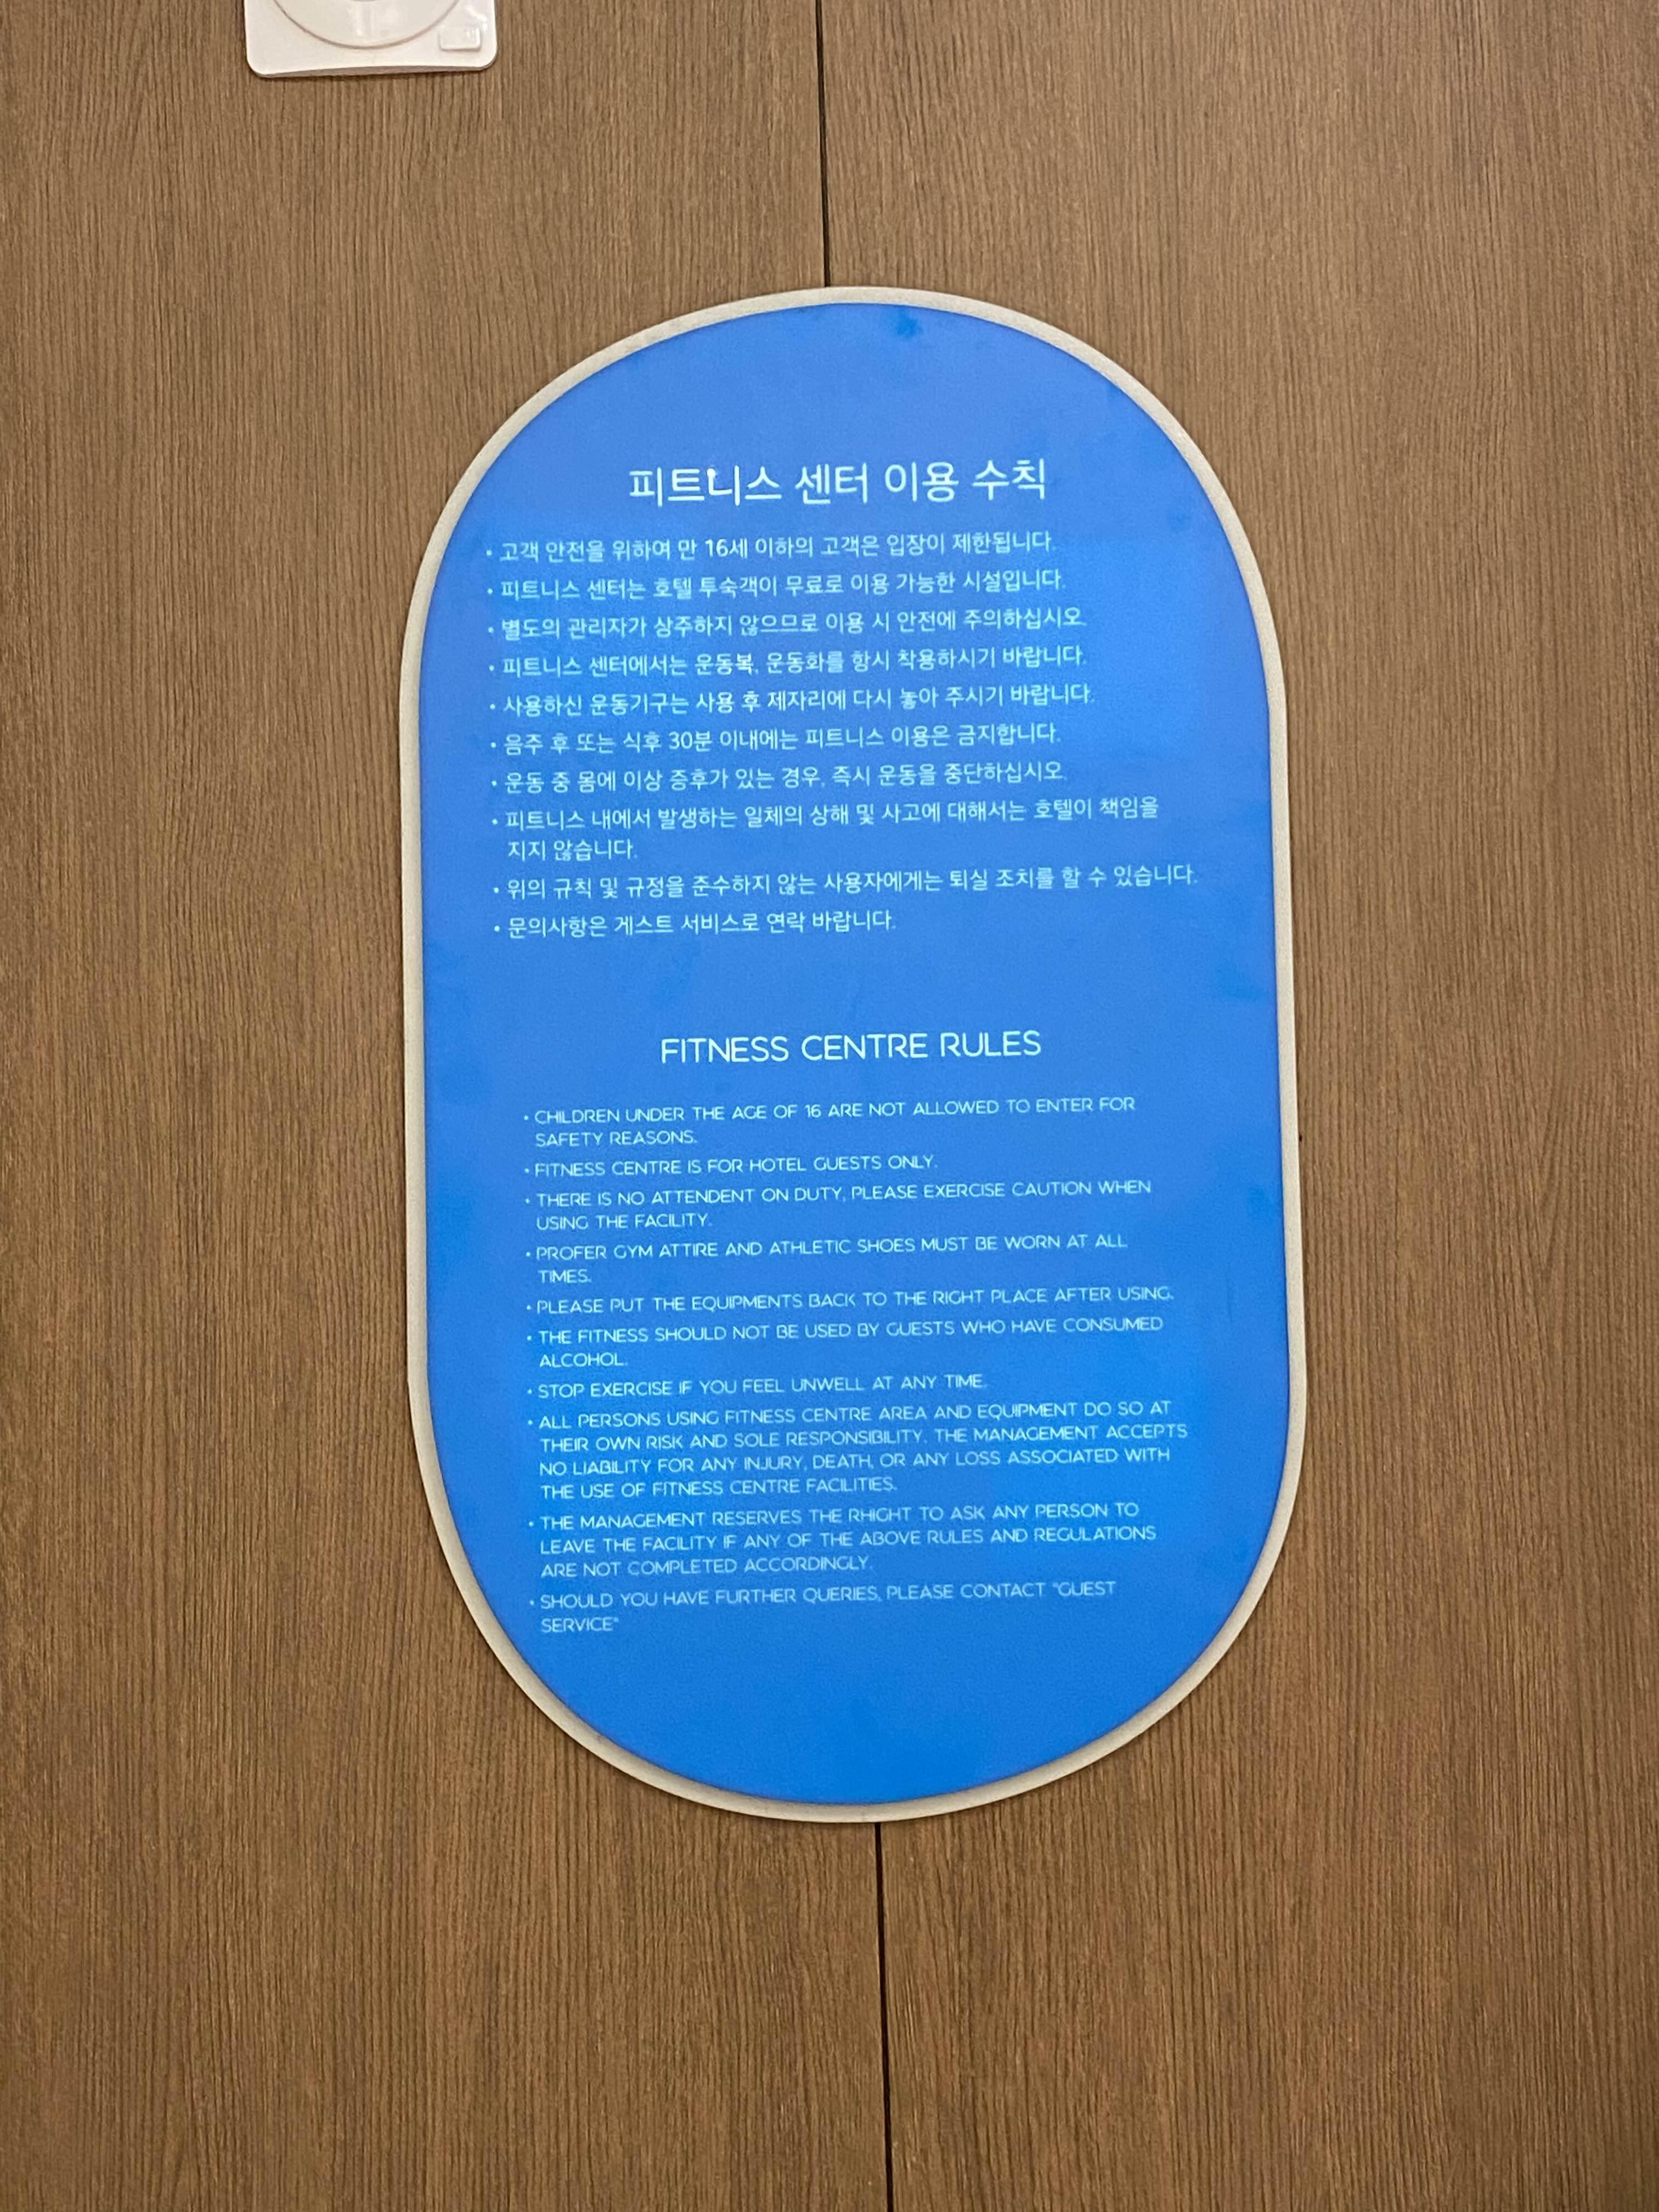 피트니스 센터 이용 수칙
• 고객 안전을 위하여 만 16세 이하의 고객은 입장이 제한됩니다.
• 피트니스 센터는 호텔 투숙객이 무료로 이용 가능한 시설입니다.
• 별도의 관리자가 상주하지 않으므로 이용 시 안전에 주의하십시오.
• 피트니스 센터에서는 운동복, 운동화를 항시 착용하시기 바랍니다.
• 사용하신 운동기구는 사용 후 제자리에 다시 놓아 주시기 바랍니다.
• 음주 후 또는 식후 30분 이내에는 피트니스 이용은 금지합니다.
• 운동 중 몸에 이상 증후가 있는 경우, 즉시 운동을 중단하십시오.
• 피트니스 내에서 발생하는 일체의 상해 및 사고에 대해서는 호텔이 책임을
지지 않습니다.
• 위의 규칙 및 규정을 준수하지 않는 사용자에게는 퇴실 조치를 할 수 있습니다.
• 문의사항은 게스트 서비스로 연락 바랍니다.
FITNESS CENTRE RULES
• CHILDREN UNDER THE AGE OF 16 ARE NOT ALLOWED TO ENTER FOR
SAFETY REASONS.
• FITNESS CENTRE IS FOR HOTEL GUESTS ONLY.
• THERE IS NO ATTENDENT ON DUTY, PLEASE EXERCISE CAUTION WHEN
USING THE FACILITY.
• PROFER GYM ATTIRE AND ATHLETIC SHOES MUST BE WORN AT ALL
TIMES.
• PLEASE PUT THE EQUIPMENTS BACK TO THE RIGHT PLACE AFTER USING.
• THE FITNESS SHOULD NOT BE USED BY GUESTS WHO HAVE CONSUMED
ALCOHOL.
• STOP EXERCISE IF YOU FEEL UNWELL AT ANY TIME.
• ALL PERSONS USING FITNESS CENTRE AREA AND EQUIPMENT DO SO AT
THEIR OWN RISK AND SOLE RESPONSIBILITY. THE MANAGEMENT ACCEPTS
NO LIABILITY FOR ANY INJURY, DEATH, OR ANY LOSS ASSOCIATED WITH
THE USE OF FITNESS CENTRE FACILITIES.
• THE MANAGEMENT RESERVES THE RHIGHT TO ASK ANY PERSON TO
LEAVE THE FACILITY IF ANY OF THE ABOVE RULES AND REGULATIONS
ARE NOT COMPLETED ACCORDINGLY.
• SHOULD YOU HAVE FURTHER QUERIES, PLEASE CONTACT "GUEST
SERVICE"